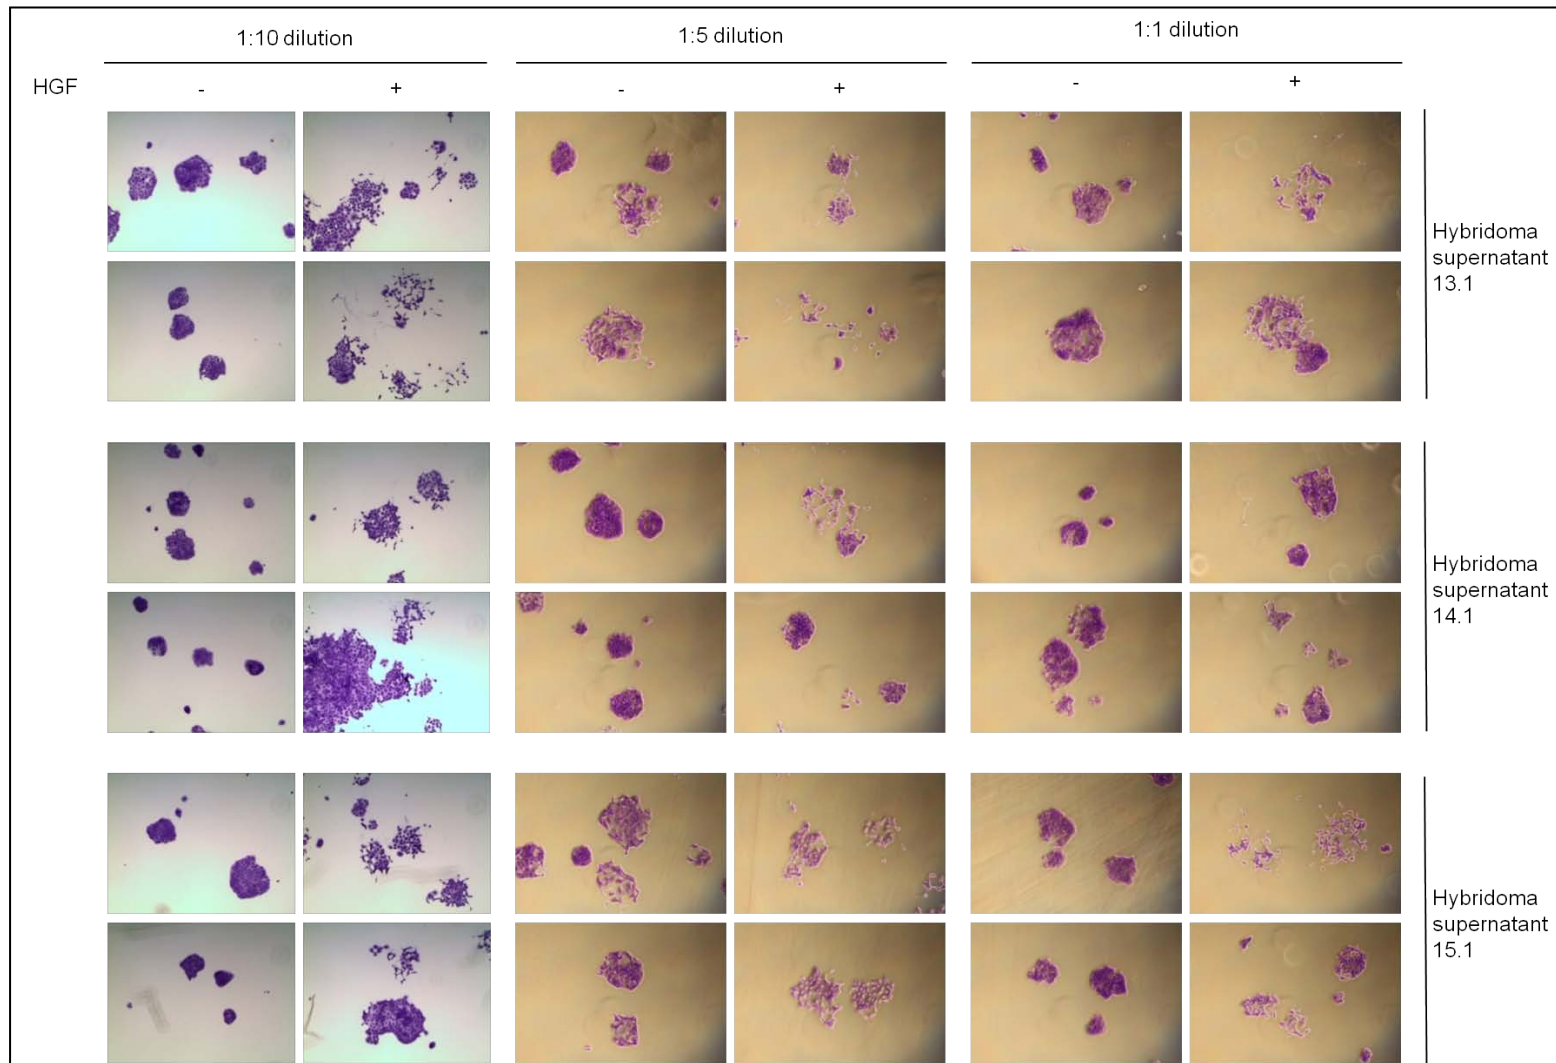 1:10 dilution
1:5 dilution
1:1 dilution
HGF
-
+
-
+
-
+
Hybridoma
supernatant
13.1
Hybridoma
supernatant
14.1
Hybridoma
supernatant
15.1